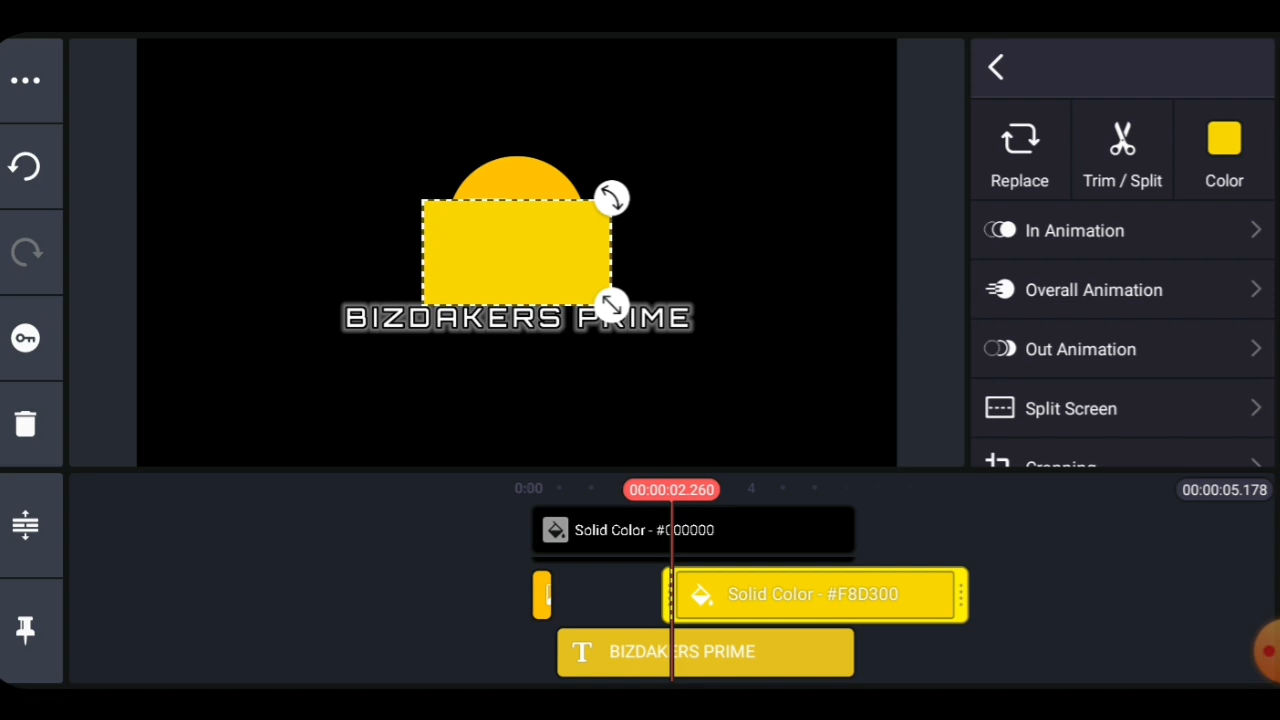 Replace
Trim / Split
Color
In Animation
Overall Animation
Out Animation
Split Screen
Cropping
BIZDAKERS PRIME
0:00
00:00:02.260
4
00:00:05.178
Solid Color - #000000
Solid Color - #F8D300
T BIZDAKERS PRIME